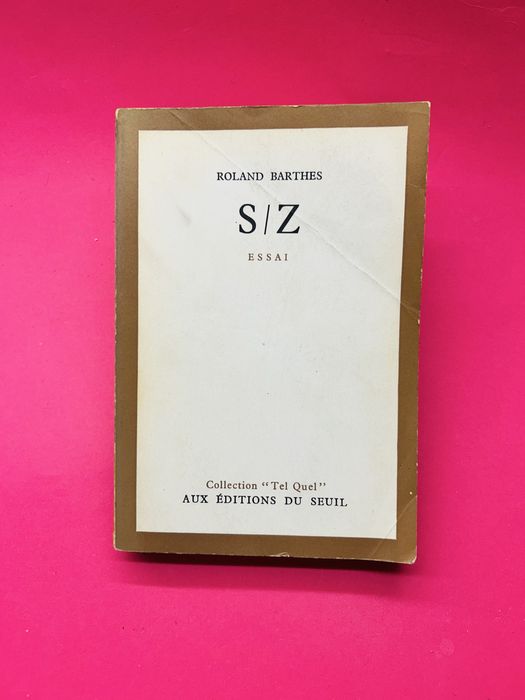 ROLAND BARTHES
S/Z
ESSAI
Collection "Tel Quel"
AUX ÉDITIONS DU SEUIL